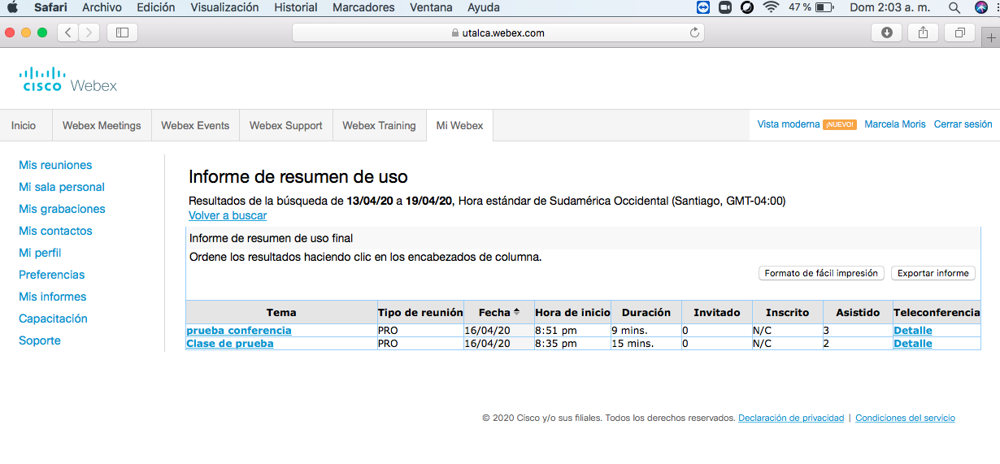 Safari Archivo Edición Visualización Historial Marcadores Ventana Ayuda 47 % Dom 2:03 a. m.
utalca.webex.com
CISCO Webex
Inicio Webex Meetings Webex Events Webex Support Webex Training Mi Webex Vista moderna ¡NUEVO! Marcela Moris Cerrar sesión
Mis reuniones
Mi sala personal
Mis grabaciones
Mis contactos
Mi perfil
Preferencias
Mis informes
Capacitación
Soporte
Informe de resumen de uso
Resultados de la búsqueda de 13/04/20 a 19/04/20, Hora estándar de Sudamérica Occidental (Santiago, GMT-04:00)
Volver a buscar
Informe de resumen de uso final
Ordene los resultados haciendo clic en los encabezados de columna.
Formato de fácil impresión Exportar informe
Tema Tipo de reunión Fecha Hora de inicio Duración Invitado Inscrito Asistido Teleconferencia
prueba conferencia PRO 16/04/20 8:51 pm 9 mins. 0 N/C 3 Detalle
Clase de prueba PRO 16/04/20 8:35 pm 15 mins. 0 N/C 2 Detalle
© 2020 Cisco y/o sus filiales. Todos los derechos reservados. Declaración de privacidad | Condiciones del servicio